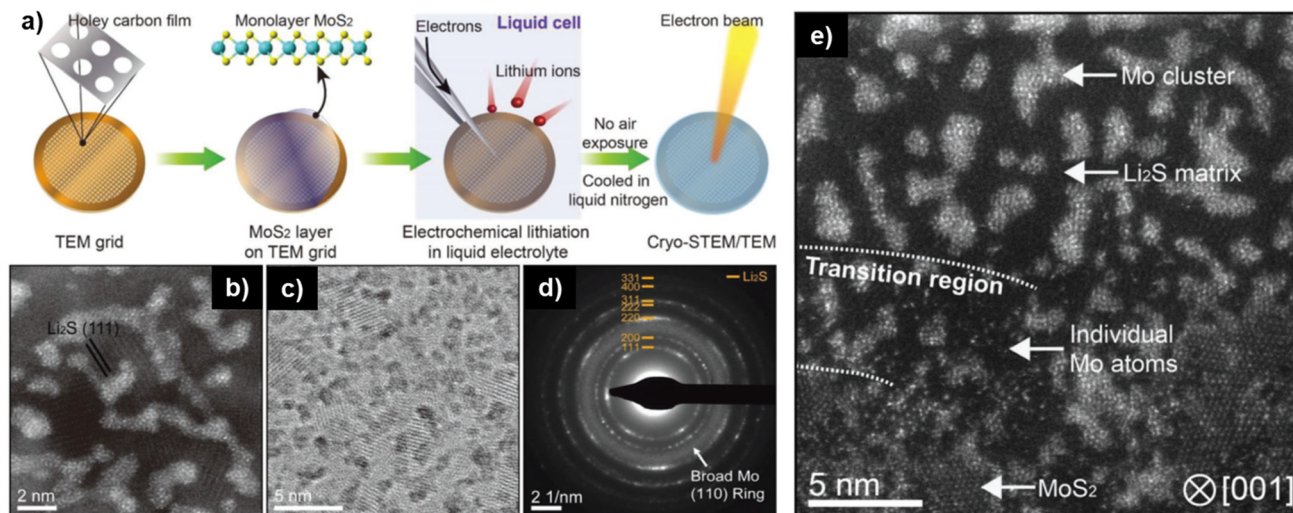 a)
Holey carbon film
Monolayer MoS₂
Electrons
Liquid cell
Lithium ions
Electron beam
No air
exposure
Cooled in
liquid nitrogen
TEM grid
MoS₂ layer
on TEM grid
Electrochemical lithiation
in liquid electrolyte
Cryo-STEM/TEM
b)
Li₂S (111)
2 nm
c)
5 nm
d)
331
400
311
222
220
200
111
Li₂S
Broad Mo
(110) Ring
2 1/nm
e)
Mo cluster
Li₂S matrix
Transition region
Individual
Mo atoms
5 nm
MoS₂
⊗[001]